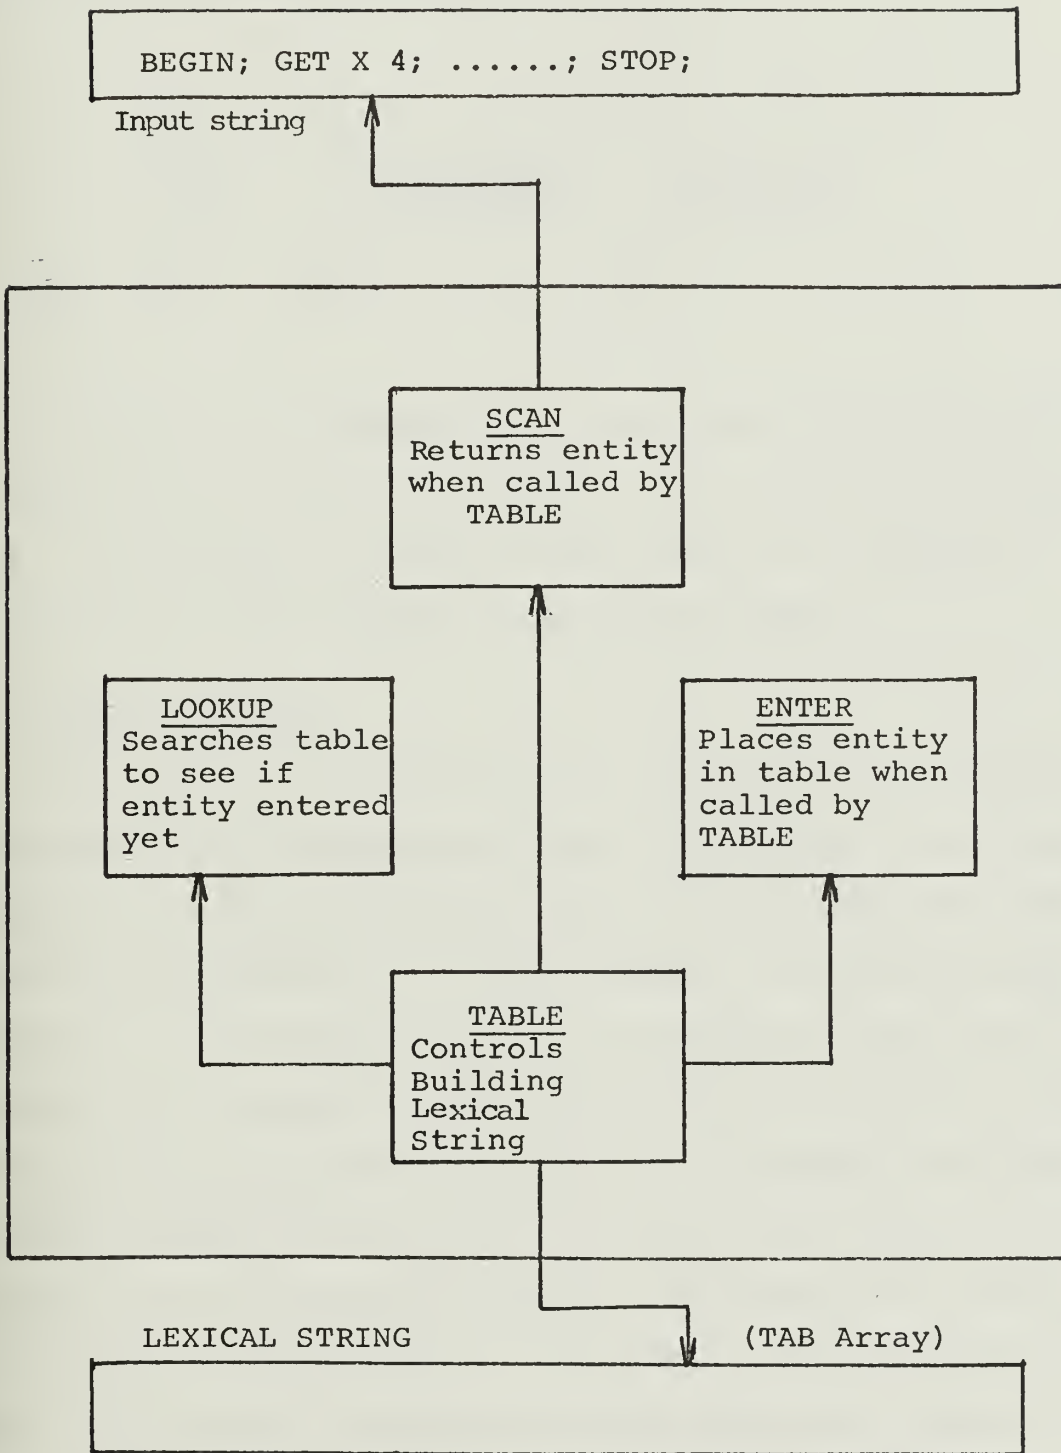 BEGIN; GET X 4; ......; STOP;
Input string
SCAN
Returns entity
when called by
TABLE
LOOKUP
Searches table
to see if
entity entered
yet
ENTER
Places entity
in table when
called by
TABLE
TABLE
Controls
Building
Lexical
String
LEXICAL STRING (TAB Array)